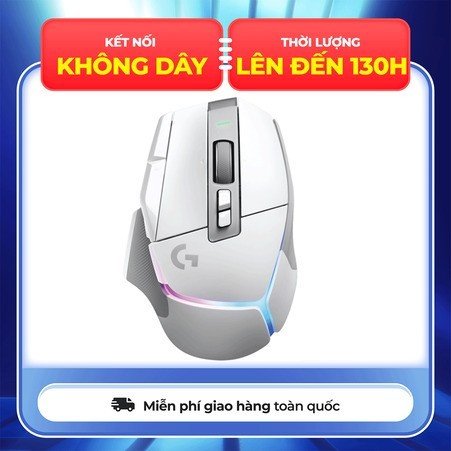 KẾT NỐI
KHÔNG DÂY
THỜI LƯỢNG
LÊN ĐẾN 130H
G
Miễn phí giao hàng toàn quốc